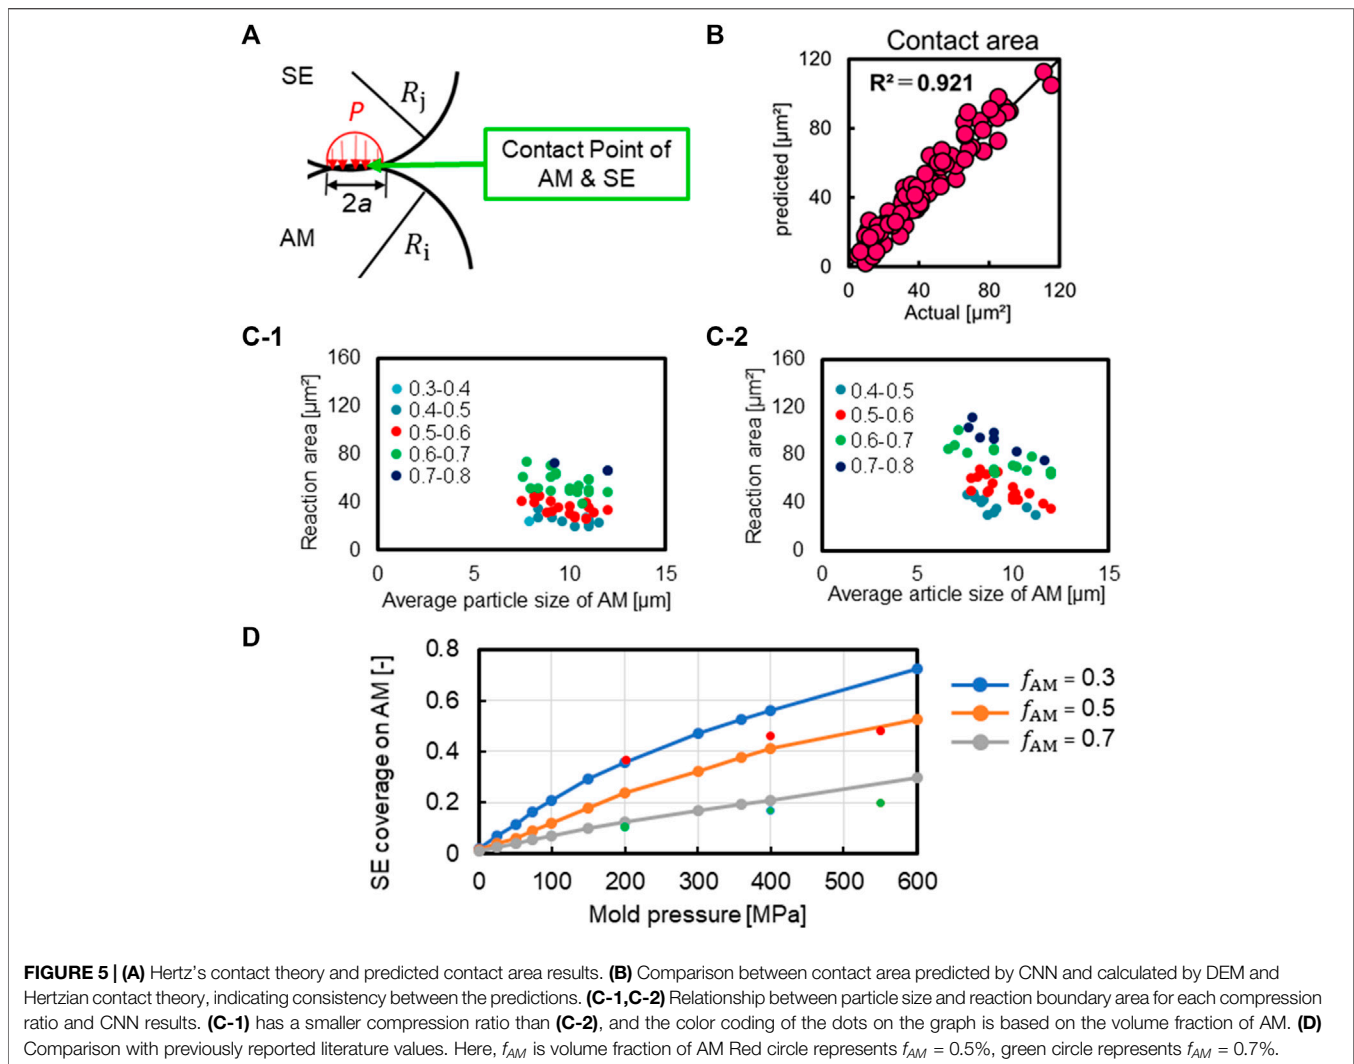 A
SE
R_j
P
Contact Point of
AM & SE
2a
AM
R_i
B
Contact area
R² = 0.921
predicted [µm²]
120
80
40
0
0 40 80 120
Actual [µm²]
C-1
Reaction area [µm²]
160
120
80
40
0
0.3-0.4
0.4-0.5
0.5-0.6
0.6-0.7
0.7-0.8
0 5 10 15
Average particle size of AM [µm]
C-2
Reaction area [µm²]
160
120
80
40
0
0.4-0.5
0.5-0.6
0.6-0.7
0.7-0.8
0 5 10 15
Average article size of AM [µm]
D
SE coverage on AM [-]
0.8
0.6
0.4
0.2
0
0 100 200 300 400 500 600
Mold pressure [MPa]
f_AM = 0.3
f_AM = 0.5
f_AM = 0.7
FIGURE 5 | (A) Hertz's contact theory and predicted contact area results. (B) Comparison between contact area predicted by CNN and calculated by DEM and
Hertzian contact theory, indicating consistency between the predictions. (C-1,C-2) Relationship between particle size and reaction boundary area for each compression
ratio and CNN results. (C-1) has a smaller compression ratio than (C-2), and the color coding of the dots on the graph is based on the volume fraction of AM. (D)
Comparison with previously reported literature values. Here, f_AM is volume fraction of AM Red circle represents f_AM = 0.5%, green circle represents f_AM = 0.7%.